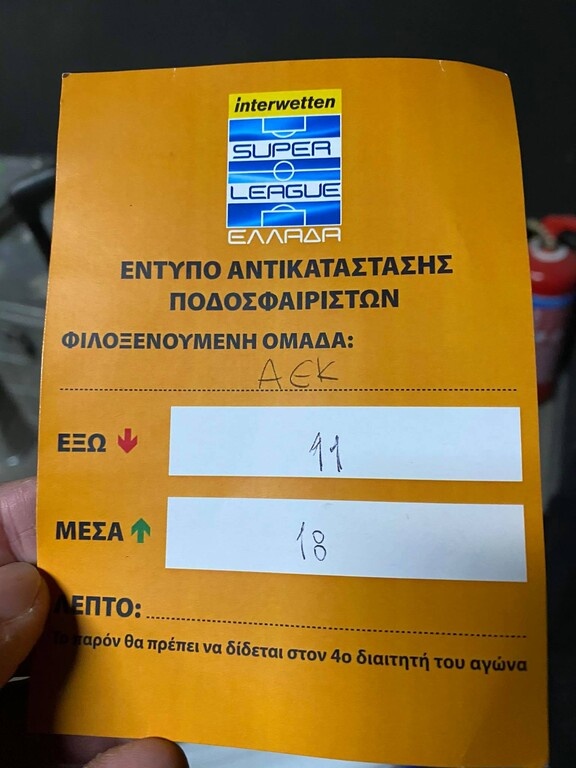 interwetten
SUPER
LEAGUE
ΕΛΛΑΔΑ
ΕΝΤΥΠΟ ΑΝΤΙΚΑΤΑΣΤΑΣΗΣ
ΠΟΔΟΣΦΑΙΡΙΣΤΩΝ
ΦΙΛΟΞΕΝΟΥΜΕΝΗ ΟΜΑΔΑ:
ΑΕΚ
ΕΞΩ 11
ΜΕΣΑ 18
ΛΕΠΤΟ:
Το παρόν θα πρέπει να δίδεται στον 4ο διαιτητή του αγώνα